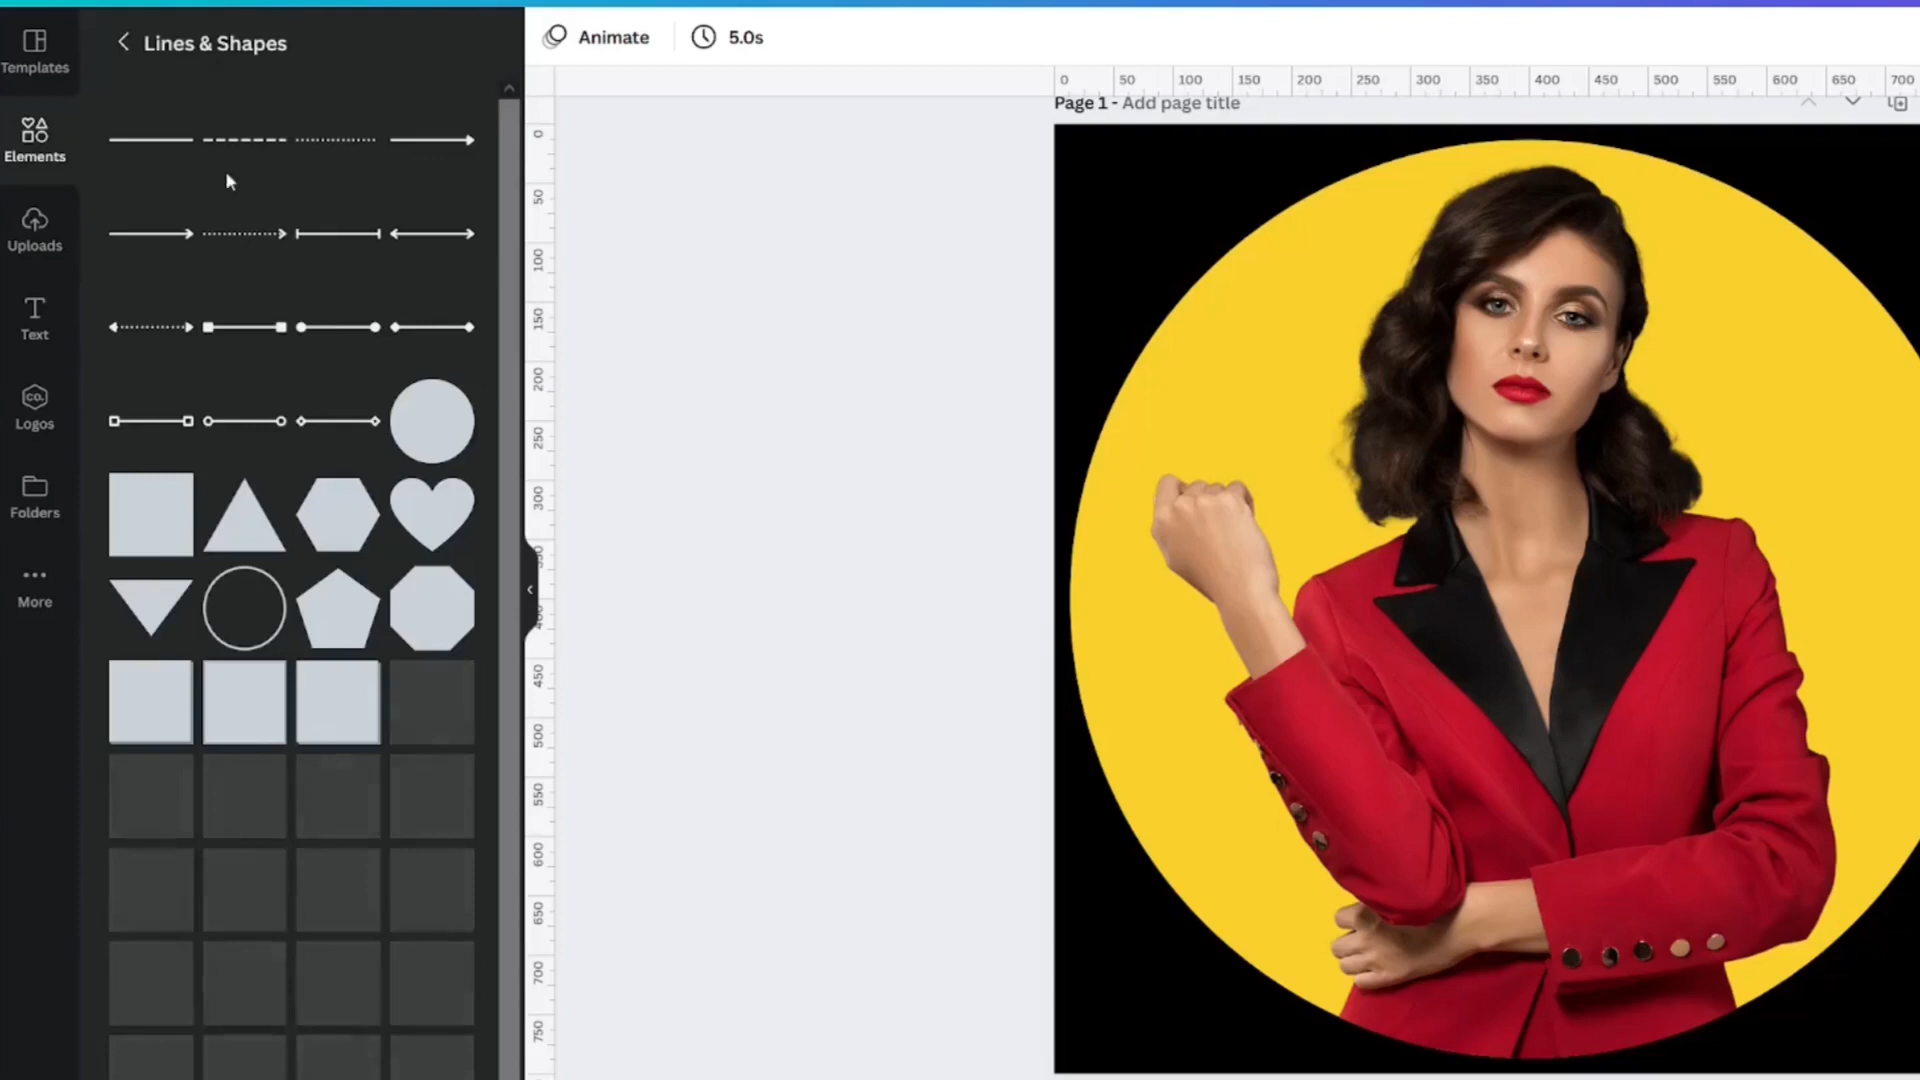 Lines & Shapes
Templates
Elements
Uploads
Text
CO.
Logos
Folders
More
Animate
5.0s
0 50 100 150 200 250 300 350 400 450 500 550 600 650 700
Page 1 - Add page title
0
50
100
150
200
250
300
450
500
550
600
650
700
750